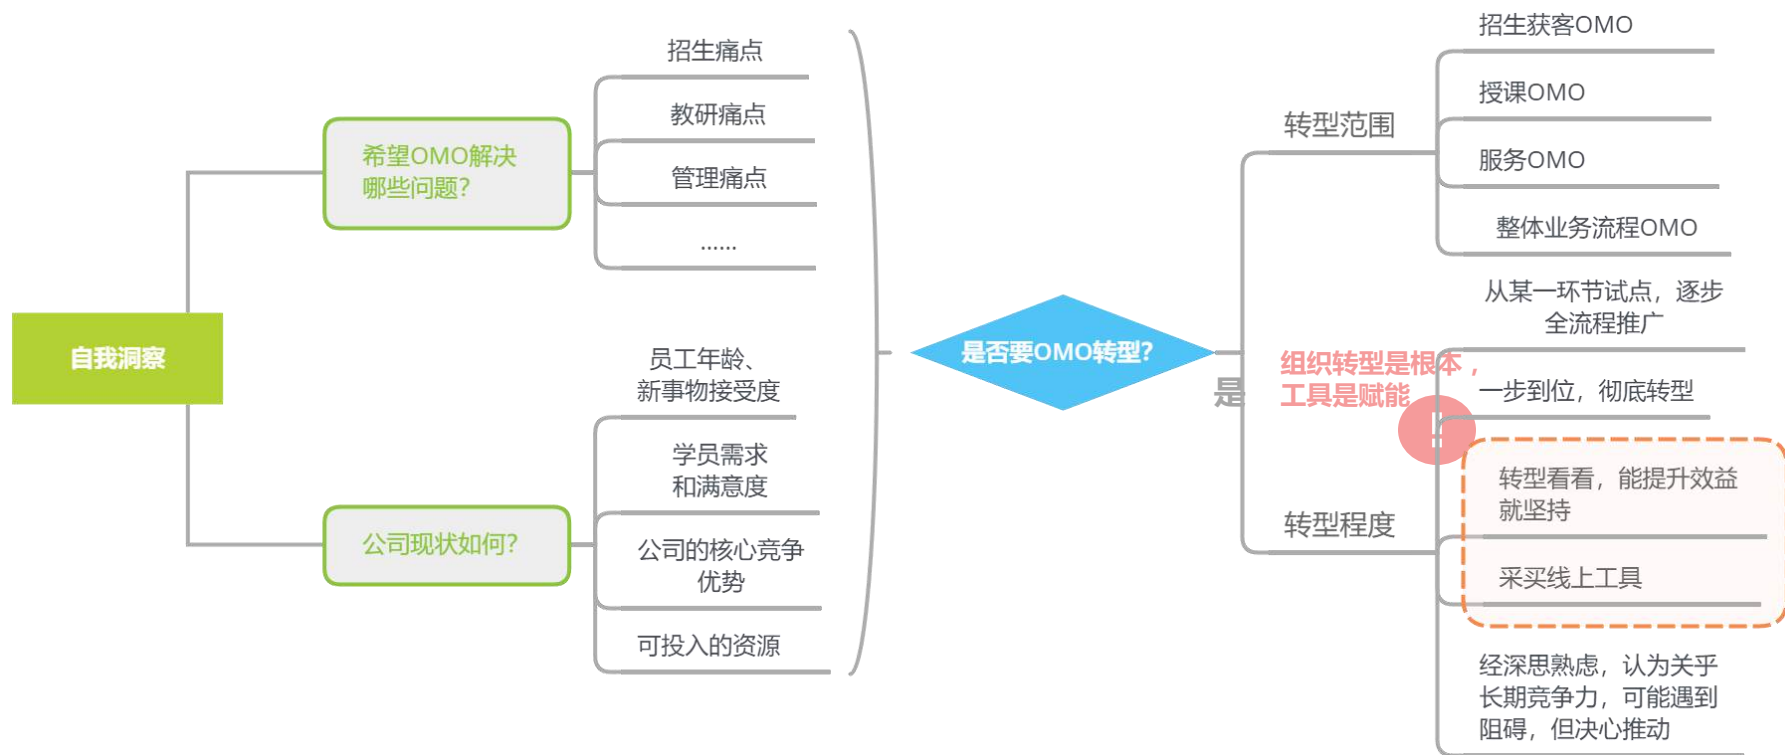 自我洞察
希望OMO解决
哪些问题？
招生痛点
教研痛点
管理痛点
……
公司现状如何？
员工年龄、
新事物接受度
学员需求
和满意度
公司的核心竞争
优势
可投入的资源
是否要OMO转型？
是
转型范围
招生获客OMO
授课OMO
服务OMO
整体业务流程OMO
组织转型是根本，
工具是赋能
!
转型程度
从某一环节试点，逐步
全流程推广
一步到位，彻底转型
转型看看，能提升效益
就坚持
采买线上工具
经深思熟虑，认为关乎
长期竞争力，可能遇到
阻碍，但决心推动